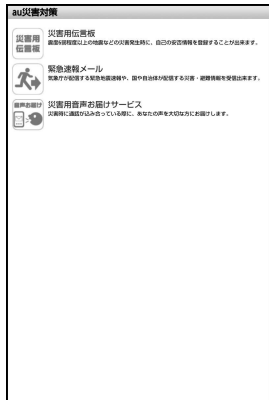 au災害対策
災害用
伝言板
災害用伝言板
震度6弱程度以上の地震などの災害発生時に、自己の安否情報を登録することが出来ます。
緊急速報メール
気象庁が配信する緊急地震速報や、国や自治体が配信する災害・避難情報を受信出来ます。
音声お届け
災害用音声お届けサービス
災害時に通話が込み合っている際に、あなたの声を大切な方にお届けします。